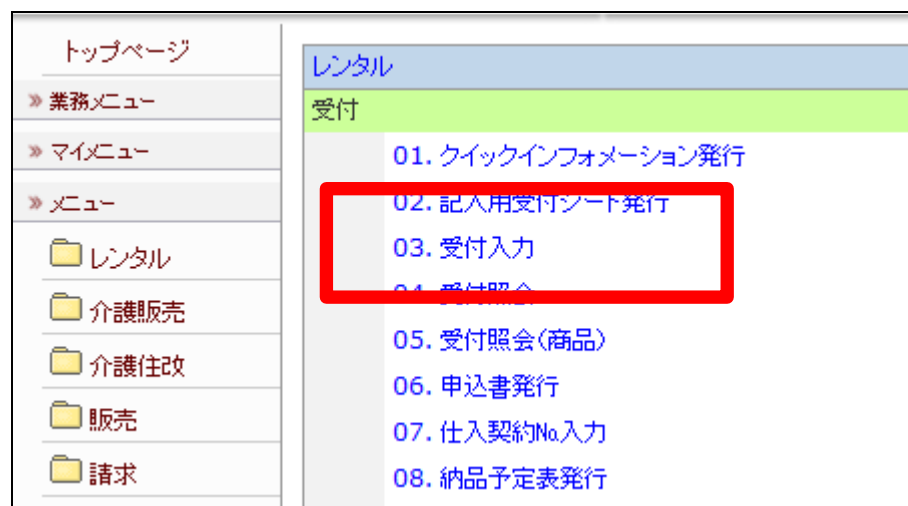 トップページ
» 業務メニュー
» マイメニュー
» メニュー
レンタル
介護販売
介護住改
販売
請求
レンタル
受付
01. クイックインフォメーション発行
02. 記入用受付シート発行
03. 受付入力
04. 受付照会
05. 受付照会(商品)
06. 申込書発行
07. 仕入契約№入力
08. 納品予定表発行